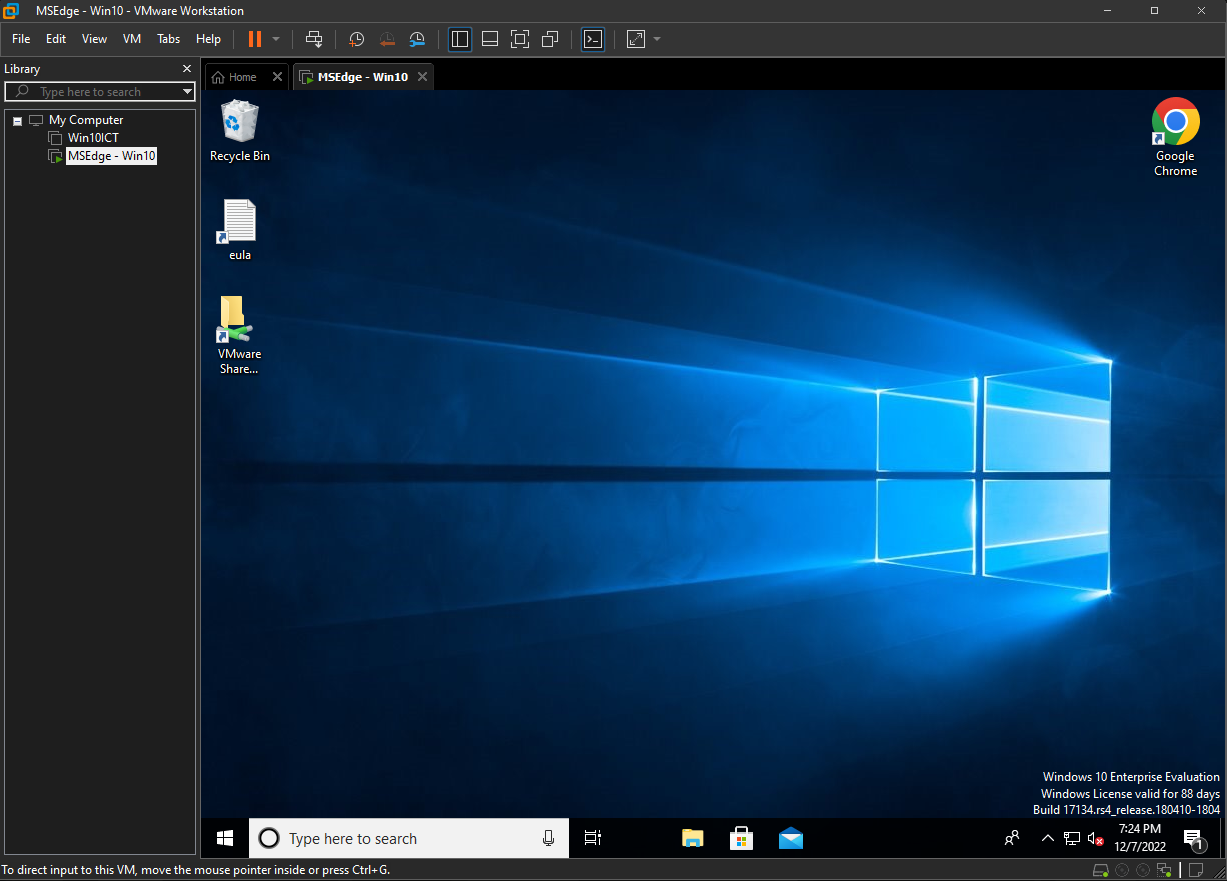 MSEdge - Win10 - VMware Workstation
File Edit View VM Tabs Help
Library
Home
MSEdge - Win10
Type here to search
My Computer
Win10ICT
MSEdge - Win10
Recycle Bin
Google
Chrome
eula
VMware
Share...
Windows 10 Enterprise Evaluation
Windows License valid for 88 days
Build 17134.rs4_release.180410-1804
Type here to search
7:24 PM
12/7/2022
1
To direct input to this VM, move the mouse pointer inside or press Ctrl+G.